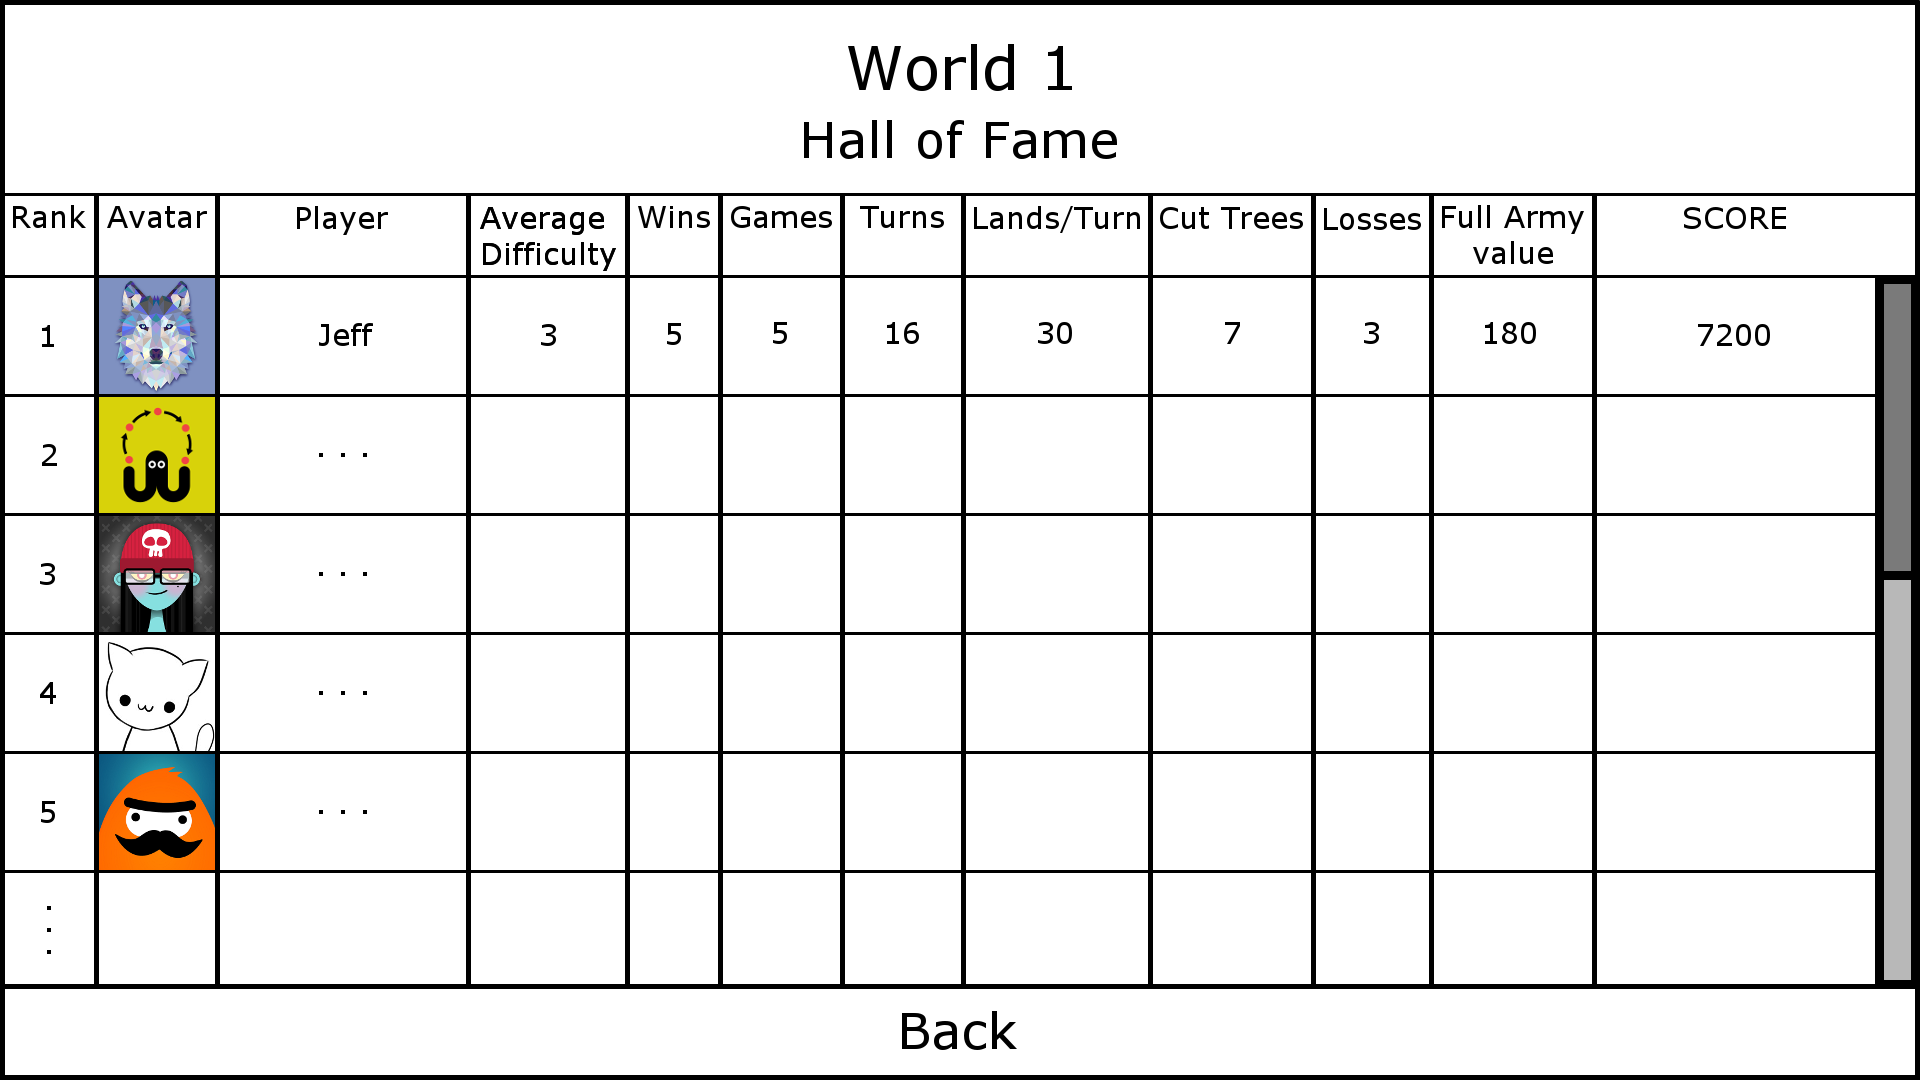 World 1
Hall of Fame
Rank Avatar Player Average Difficulty Wins Games Turns Lands/Turn Cut Trees Losses Full Army value SCORE
1 Jeff 3 5 5 16 30 7 3 180 7200
2 . . .
3 . . .
4 . . .
5 . . .
.
.
.
Back